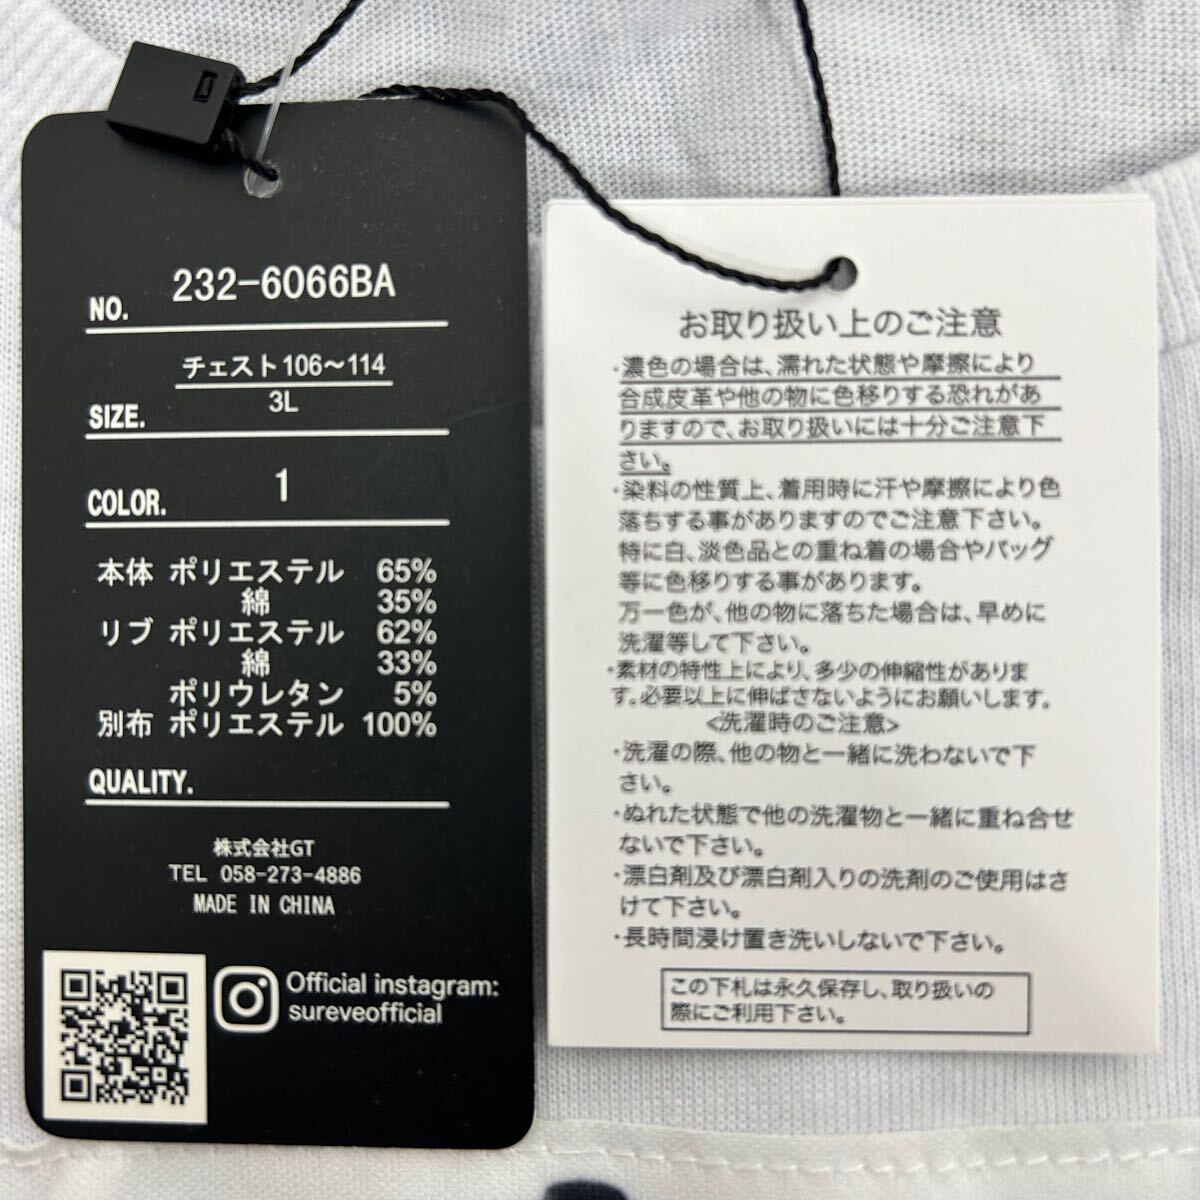 NO. 232-6066BA
チェスト106〜114
SIZE. 3L
COLOR. 1
本体 ポリエステル 65%
綿 35%
リブ ポリエステル 62%
綿 33%
ポリウレタン 5%
別布 ポリエステル 100%
QUALITY.
株式会社GT
TEL 058-273-4886
MADE IN CHINA
Official instagram:
sureveofficial
お取り扱い上のご注意
・濃色の場合は、濡れた状態や摩擦により
合成皮革や他の物に色移りする恐れがあ
りますので、お取り扱いには十分ご注意下
さい。
・染料の性質上、着用時に汗や摩擦により色
落ちする事がありますのでご注意下さい。
特に白、淡色品との重ね着の場合やバッグ
等に色移りする事があります。
万一色が、他の物に落ちた場合は、早めに
洗濯等して下さい。
・素材の特性上により、多少の伸縮性がありま
す。必要以上に伸ばさないようにお願いします。
<洗濯時のご注意>
・洗濯の際、他の物と一緒に洗わないで下
さい。
・ぬれた状態で他の洗濯物と一緒に重ね合せ
ないで下さい。
・漂白剤及び漂白剤入りの洗剤のご使用はさ
けて下さい。
・長時間浸け置き洗いしないで下さい。
この下札は永久保存し、取り扱いの
際にご利用下さい。